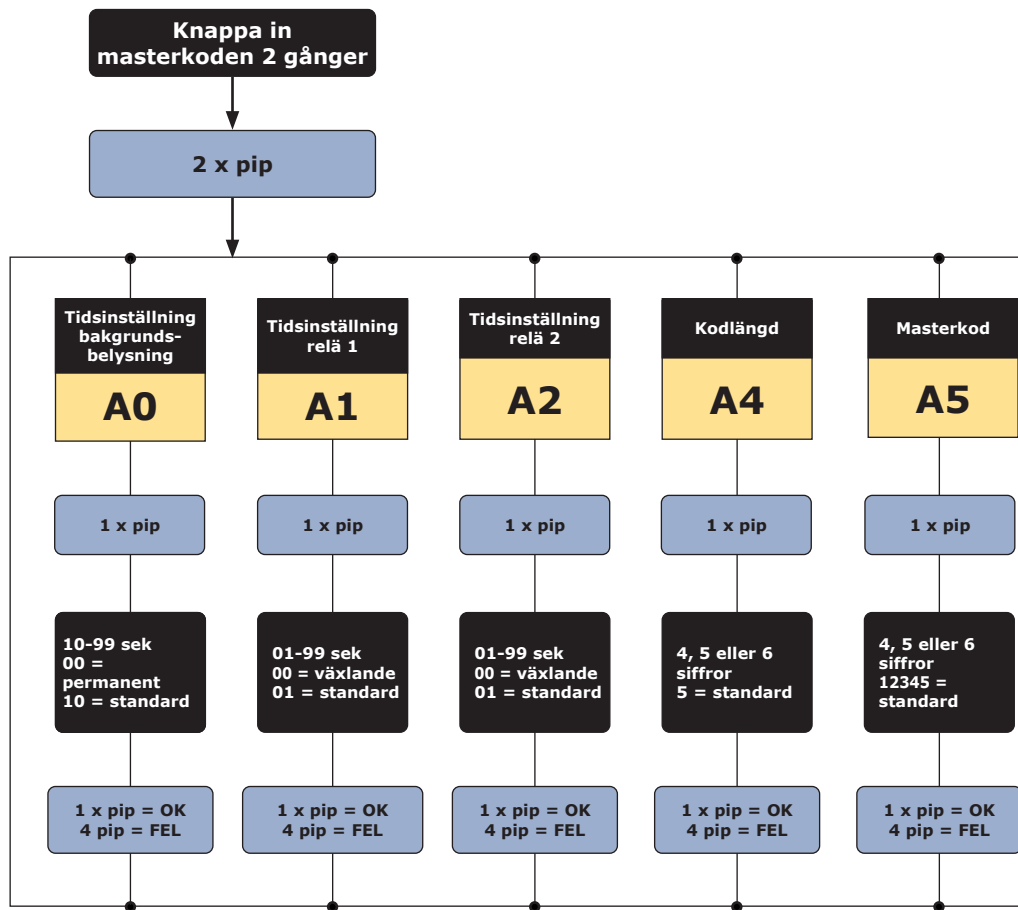 Knappa in
masterkoden 2 gånger
2 x pip
Tidsinställning
bakgrunds-
belysning
A0
1 x pip
10-99 sek
00 =
permanent
10 = standard
1 x pip = OK
4 pip = FEL
Tidsinställning
relä 1
A1
1 x pip
01-99 sek
00 = växlande
01 = standard
1 x pip = OK
4 pip = FEL
Tidsinställning
relä 2
A2
1 x pip
01-99 sek
00 = växlande
01 = standard
1 x pip = OK
4 pip = FEL
Kodlängd
A4
1 x pip
4, 5 eller 6
siffror
5 = standard
1 x pip = OK
4 pip = FEL
Masterkod
A5
1 x pip
4, 5 eller 6
siffror
12345 =
standard
1 x pip = OK
4 pip = FEL